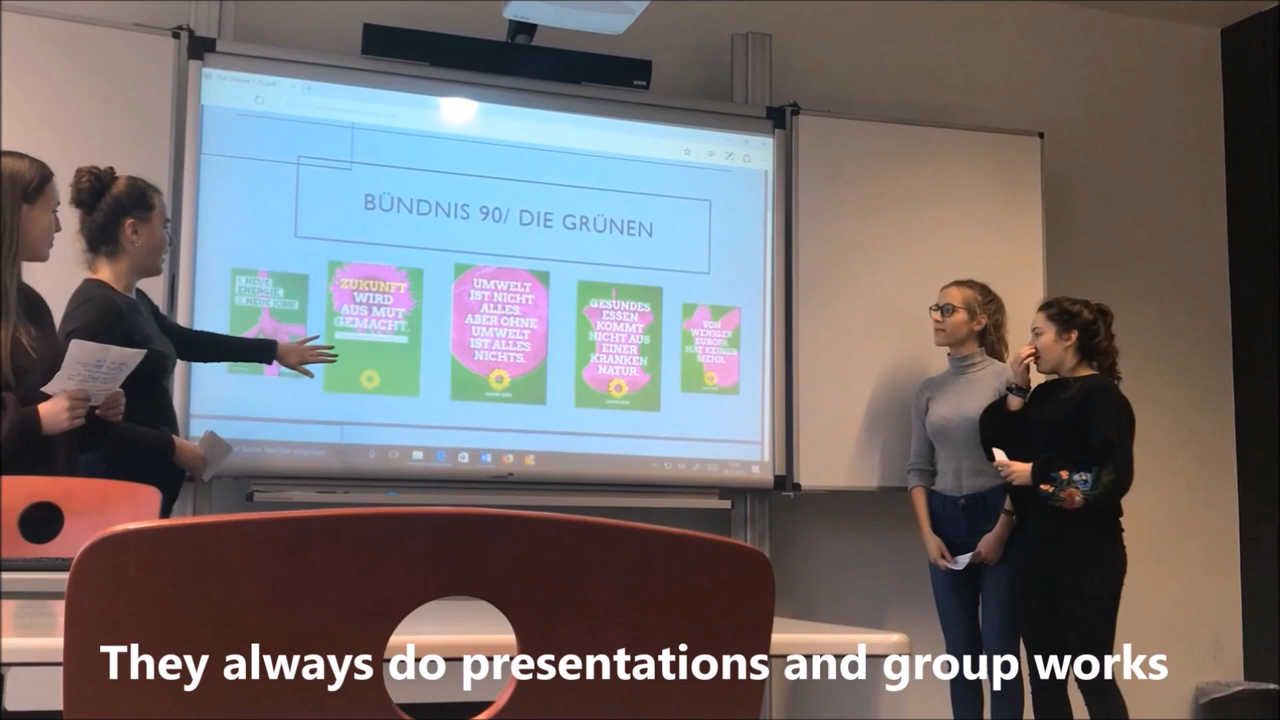 BÜNDNIS 90/ DIE GRÜNEN
1. NEUE
ENERGIE.
2. NEUE JOBS!
ZUKUNFT
WIRD
AUS MUT
GEMACHT.
UMWELT
IST NICHT
ALLES.
ABER OHNE
UMWELT
IST ALLES
NICHTS.
GESUNDES
ESSEN
KOMMT
NICHT AUS
EINER
KRANKEN
NATUR.
VON
WENIGER
EUROPA
HAT KEINER
MEHR.
They always do presentations and group works